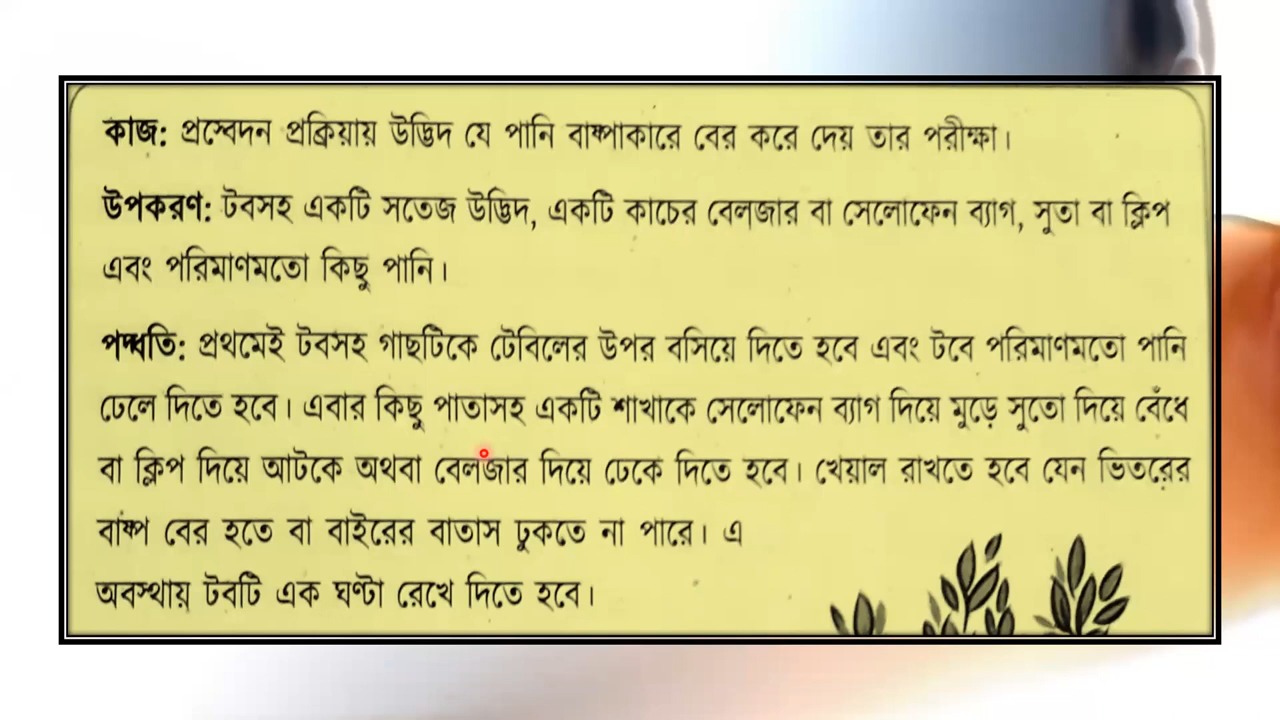 কাজ: প্রস্বেদন প্রক্রিয়ায় উদ্ভিদ যে পানি বাষ্পাকারে বের করে দেয় তার পরীক্ষা।
উপকরণ: টবসহ একটি সতেজ উদ্ভিদ, একটি কাচের বেলজার বা সেলোফেন ব্যাগ, সুতা বা ক্লিপ
এবং পরিমাণমতো কিছু পানি।
পদ্ধতি: প্রথমেই টবসহ গাছটিকে টেবিলের উপর বসিয়ে দিতে হবে এবং টবে পরিমাণমতো পানি
ঢেলে দিতে হবে। এবার কিছু পাতাসহ একটি শাখাকে সেলোফেন ব্যাগ দিয়ে মুড়ে সুতো দিয়ে বেঁধে
বা ক্লিপ দিয়ে আটকে অথবা বেলজার দিয়ে ঢেকে দিতে হবে। খেয়াল রাখতে হবে যেন ভিতরের
বাষ্প বের হতে বা বাইরের বাতাস ঢুকতে না পারে। এ
অবস্থায় টবটি এক ঘণ্টা রেখে দিতে হবে।